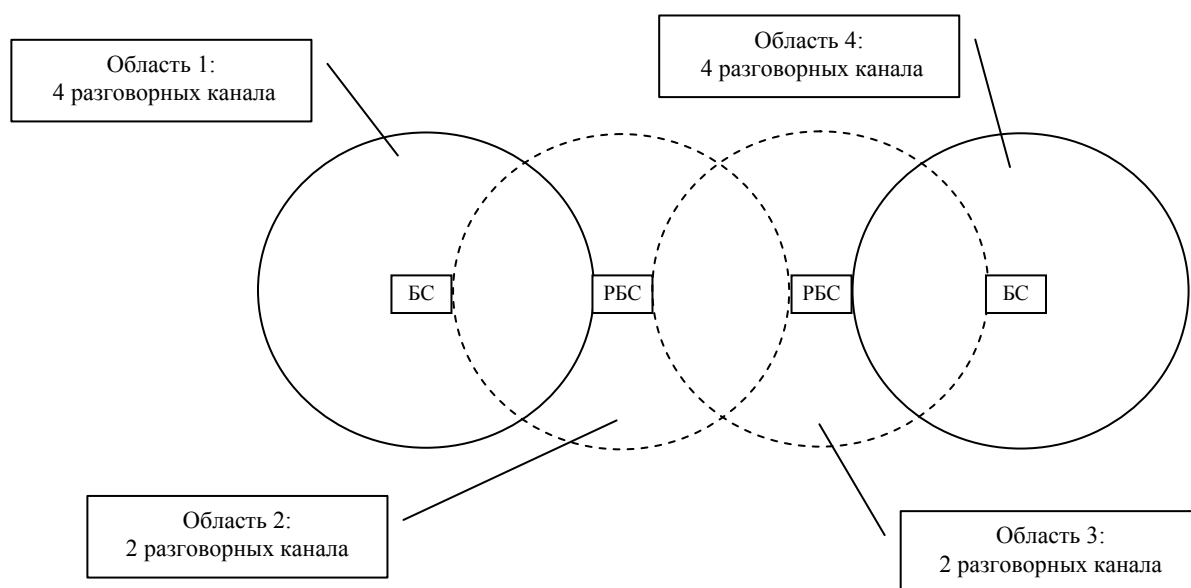 Область 1:
4 разговорных канала
Область 4:
4 разговорных канала
БС
РБС
РБС
БС
Область 2:
2 разговорных канала
Область 3:
2 разговорных канала